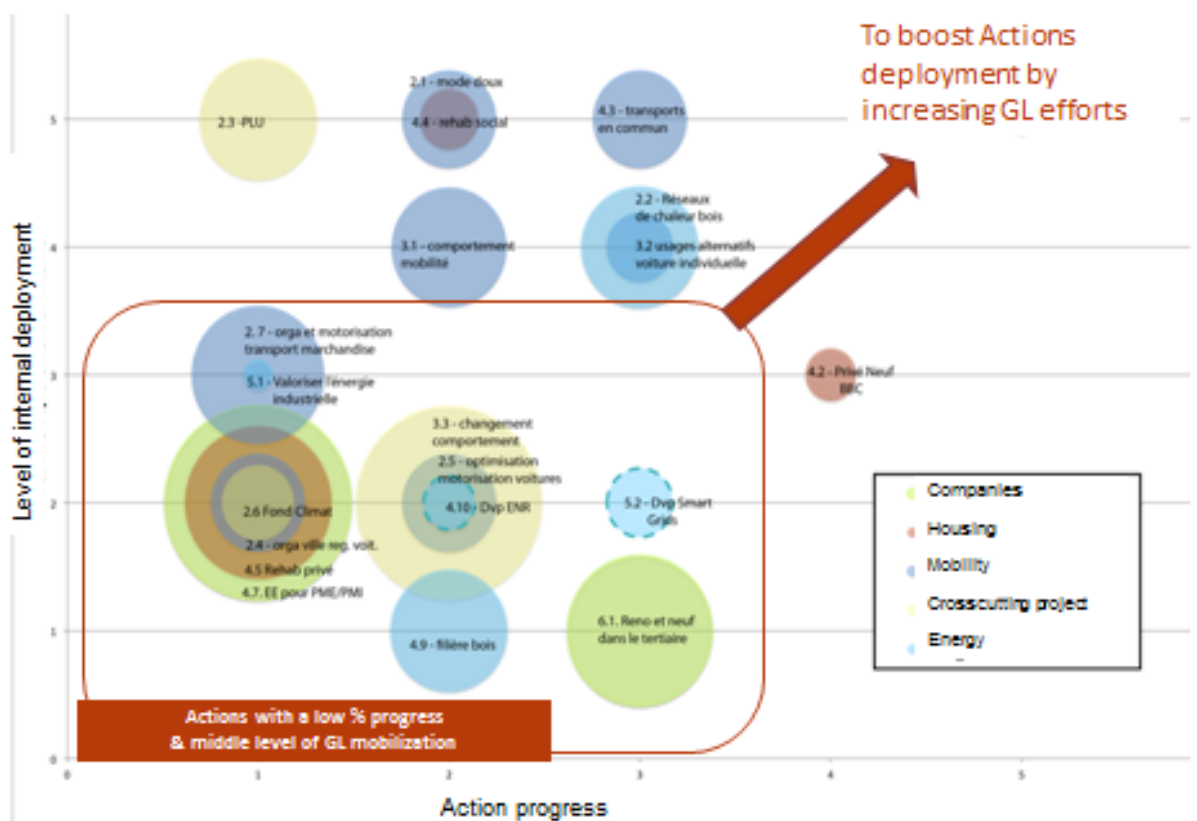 To boost Actions
deployment by
increasing GL efforts
Level of internal deployment
5
4
3
2
1
0
2.3 -PLU
2.1 - mode doux
4.4 - rehab social
4.3 - transports
en commun
3.1 - comportement
mobilité
2.2 - Réseaux
de chaleur bois
3.2 usages alternatifs
voiture individuelle
2. 7 - orga et motorisation
transport marchandise
5.1 - Valoriser l'énergie
industrielle
4.2 - Privé Neuf
BBC
3.3 - changement
comportement
2.5 - optimisation
motorisation voitures
4.10 - Dvp ENR
5.2 - Dvp Smart
Grids
2.6 Fond Climat
2.4 - orga ville reg. voit.
4.5 Rehab privé
4.7. EE pour PME/PMI
4.9 - filière bois
6.1. Reno et neuf
dans le tertiaire
Companies
Housing
Mobility
Crosscutting project
Energy
Actions with a low % progress
& middle level of GL mobilization
0
1
2
3
4
5
Action progress